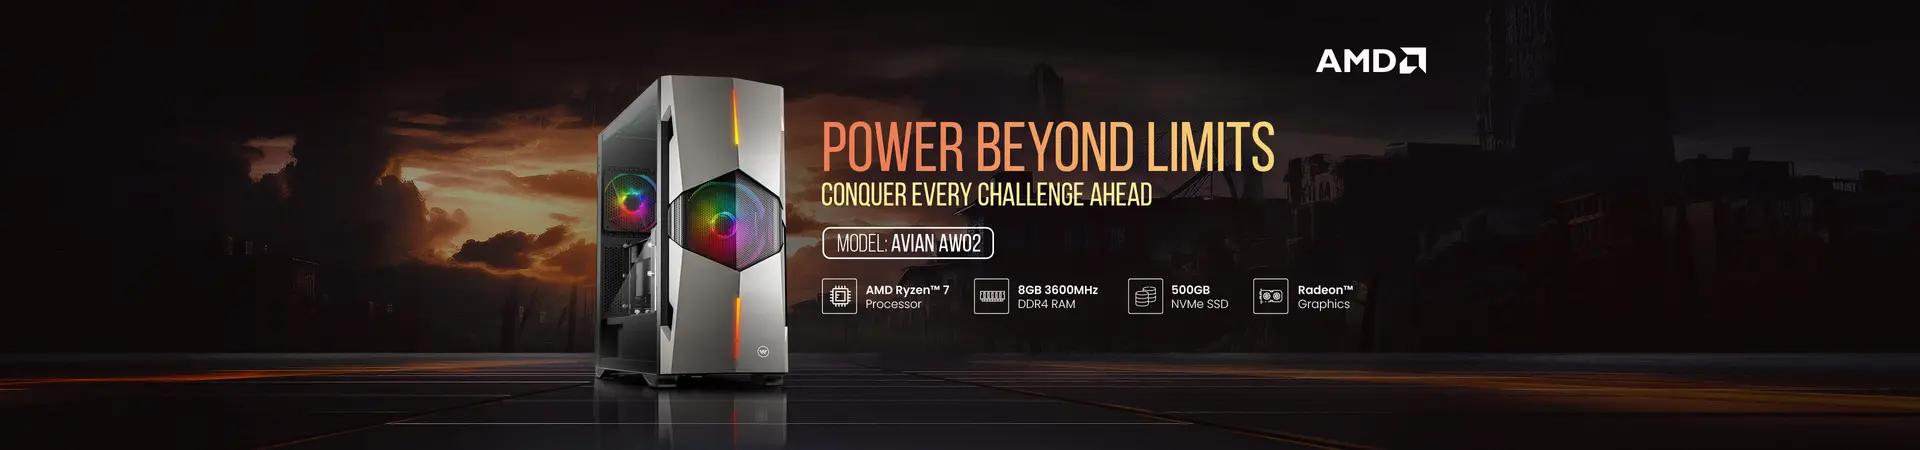 AMD
POWER BEYOND LIMITS
CONQUER EVERY CHALLENGE AHEAD
MODEL: AVIAN AW02
AMD Ryzen™ 7
Processor
8GB 3600MHz
DDR4 RAM
500GB
NVMe SSD
Radeon™
Graphics